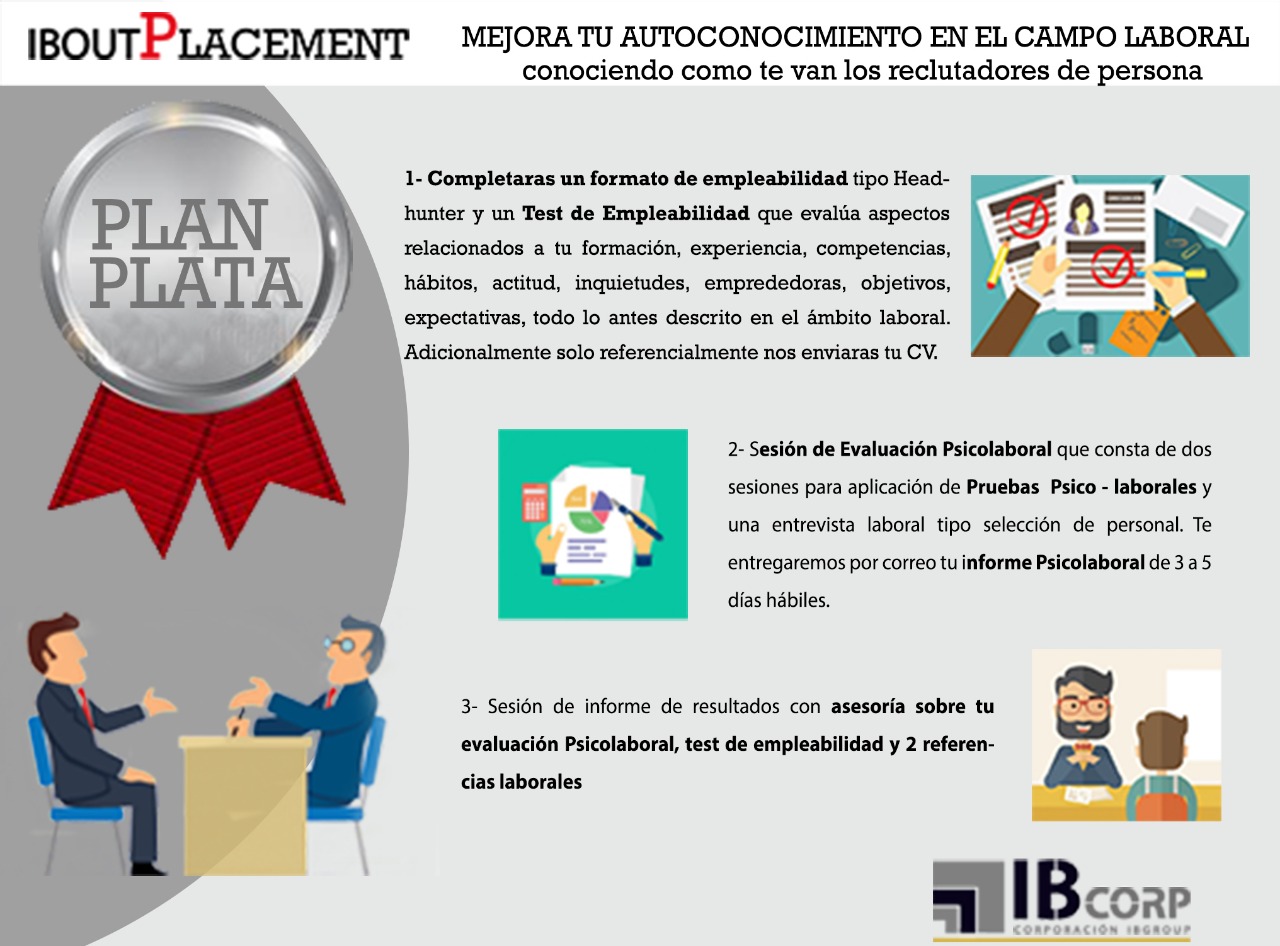 IBOUTPLACEMENT
MEJORA TU AUTOCONOCIMIENTO EN EL CAMPO LABORAL
conociendo como te van los reclutadores de persona
PLAN
PLATA
1- Completaras un formato de empleabilidad tipo Head-
hunter y un Test de Empleabilidad que evalúa aspectos
relacionados a tu formación, experiencia, competencias,
hábitos, actitud, inquietudes, emprededoras, objetivos,
expectativas, todo lo antes descrito en el ámbito laboral.
Adicionalmente solo referencialmente nos enviaras tu CV.
2- Sesión de Evaluación Psicolaboral que consta de dos
sesiones para aplicación de Pruebas Psico - laborales y
una entrevista laboral tipo selección de personal. Te
entregaremos por correo tu informe Psicolaboral de 3 a 5
días hábiles.
3- Sesión de informe de resultados con asesoría sobre tu
evaluación Psicolaboral, test de empleabilidad y 2 referen-
cias laborales
IB CORP
CORPORACIÓN IBGROUP